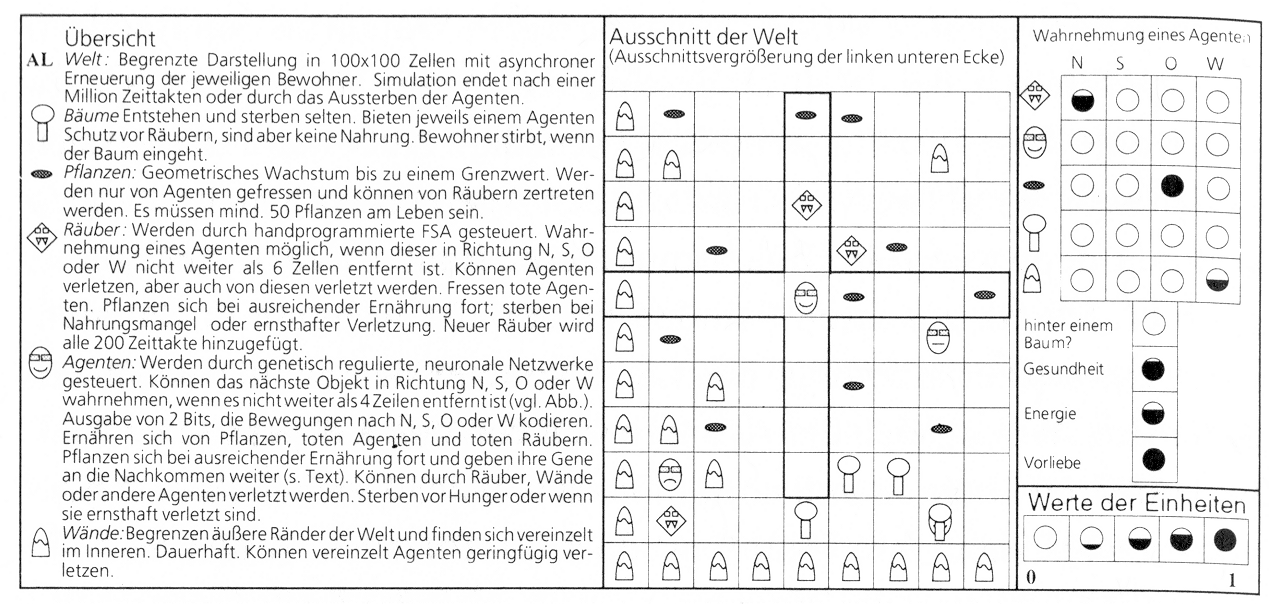 Übersicht
AL Welt: Begrenzte Darstellung in 100x100 Zellen mit asynchroner
Erneuerung der jeweiligen Bewohner. Simulation endet nach einer
Million Zeittakten oder durch das Aussterben der Agenten.
Bäume Entstehen und sterben selten. Bieten jeweils einem Agenten
Schutz vor Räubern, sind aber keine Nahrung. Bewohner stirbt, wenn
der Baum eingeht.
Pflanzen: Geometrisches Wachstum bis zu einem Grenzwert. Wer-
den nur von Agenten gefressen und können von Räubern zertreten
werden. Es müssen mind. 50 Pflanzen am Leben sein.
Räuber: Werden durch handprogrammierte FSA gesteuert. Wahr-
nehmung eines Agenten möglich, wenn dieser in Richtung N, S, O
oder W nicht weiter als 6 Zellen entfernt ist. Können Agenten
verletzen, aber auch von diesen verletzt werden. Fressen tote Agen-
ten. Pflanzen sich bei ausreichender Ernährung fort; sterben bei
Nahrungsmangel oder ernsthafter Verletzung. Neuer Räuber wird
alle 200 Zeittakte hinzugefügt.
Agenten: Werden durch genetisch regulierte, neuronale Netzwerke
gesteuert. Können das nächste Objekt in Richtung N, S, O oder W
wahrnehmen, wenn es nicht weiter als 4 Zeilen entfernt ist (vgl. Abb.).
Ausgabe von 2 Bits, die Bewegungen nach N, S, O oder W kodieren.
Ernähren sich von Pflanzen, toten Agenten und toten Räubern.
Pflanzen sich bei ausreichender Ernährung fort und geben ihre Gene
an die Nachkommen weiter (s. Text). Können durch Räuber, Wände
oder andere Agenten verletzt werden. Sterben vor Hunger oder wenn
sie ernsthaft verletzt sind.
Wände: Begrenzen äußere Ränder der Welt und finden sich vereinzelt
im Inneren. Dauerhaft. Können vereinzelt Agenten geringfügig ver-
letzen.
Ausschnitt der Welt
(Ausschnittsvergrößerung der linken unteren Ecke)
Wahrnehmung eines Agenten
N S O W
hinter einem
Baum?
Gesundheit
Energie
Vorliebe
Werte der Einheiten
0 1